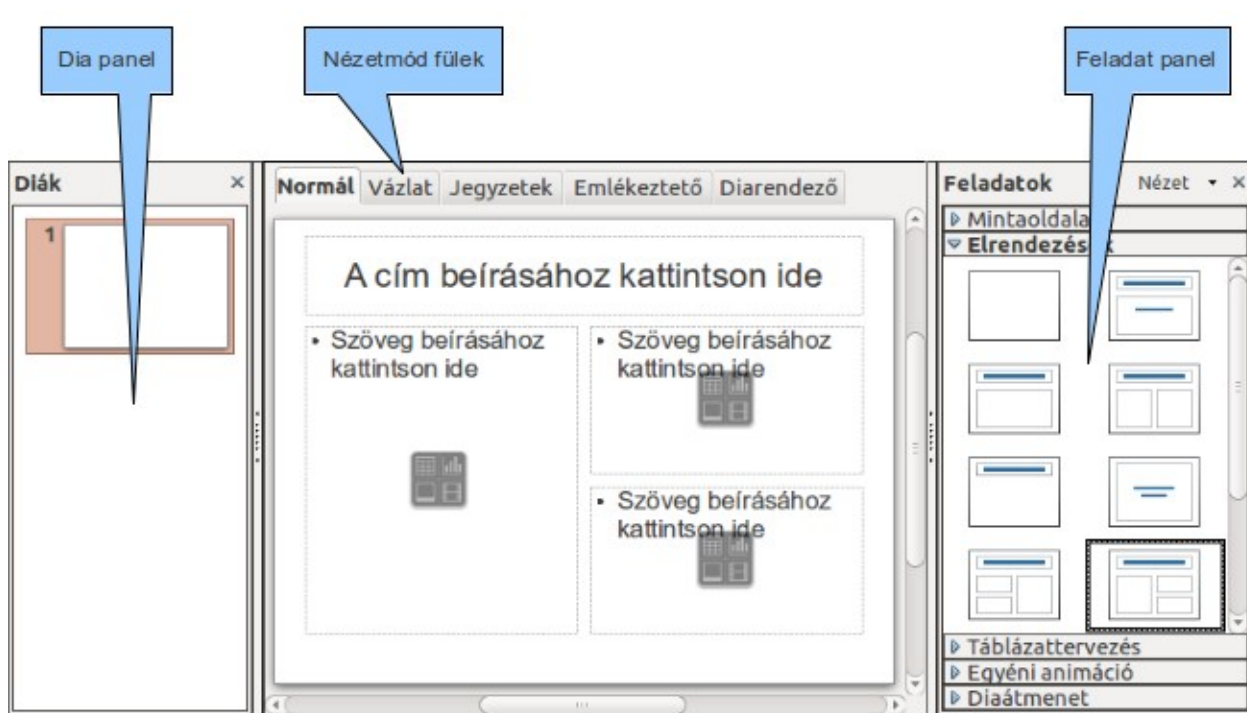 Dia panel
Nézetmód fülek
Feladat panel
Diák
1
Normál Vázlat Jegyzetek Emlékeztető Diarendező
A cím beírásához kattintson ide
• Szöveg beírásához
kattintson ide
• Szöveg beírásához
kattintson ide
• Szöveg beírásához
kattintson ide
Feladatok Nézet
Mintaoldala
Elrendezések
Táblázattervezés
Egyéni animáció
Diaátmenet